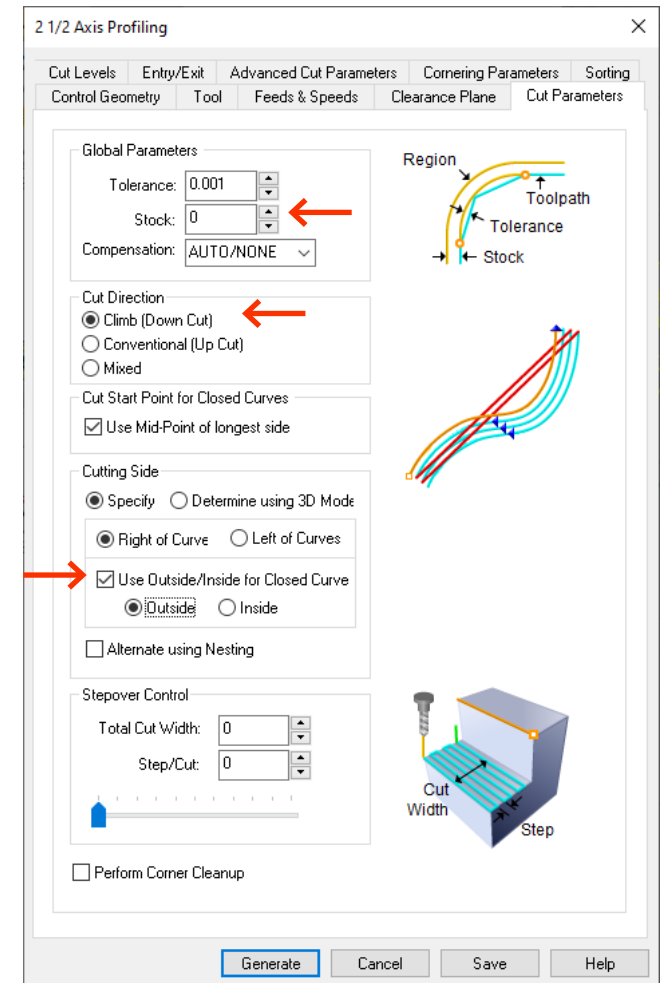 2 1/2 Axis Profiling
Cut Levels Entry/Exit Advanced Cut Parameters Cornering Parameters Sorting
Control Geometry Tool Feeds & Speeds Clearance Plane Cut Parameters
Global Parameters
Tolerance: 0.001
Stock: 0
Compensation: AUTO/NONE
Region
Toolpath
Tolerance
Stock
Cut Direction
Climb (Down Cut)
Conventional (Up Cut)
Mixed
Cut Start Point for Closed Curves
Use Mid-Point of longest side
Cutting Side
Specify Determine using 3D Mode
Right of Curve Left of Curves
Use Outside/Inside for Closed Curve
Outside Inside
Alternate using Nesting
Stepover Control
Total Cut Width: 0
Step/Cut: 0
Cut
Width
Step
Perform Corner Cleanup
Generate Cancel Save Help